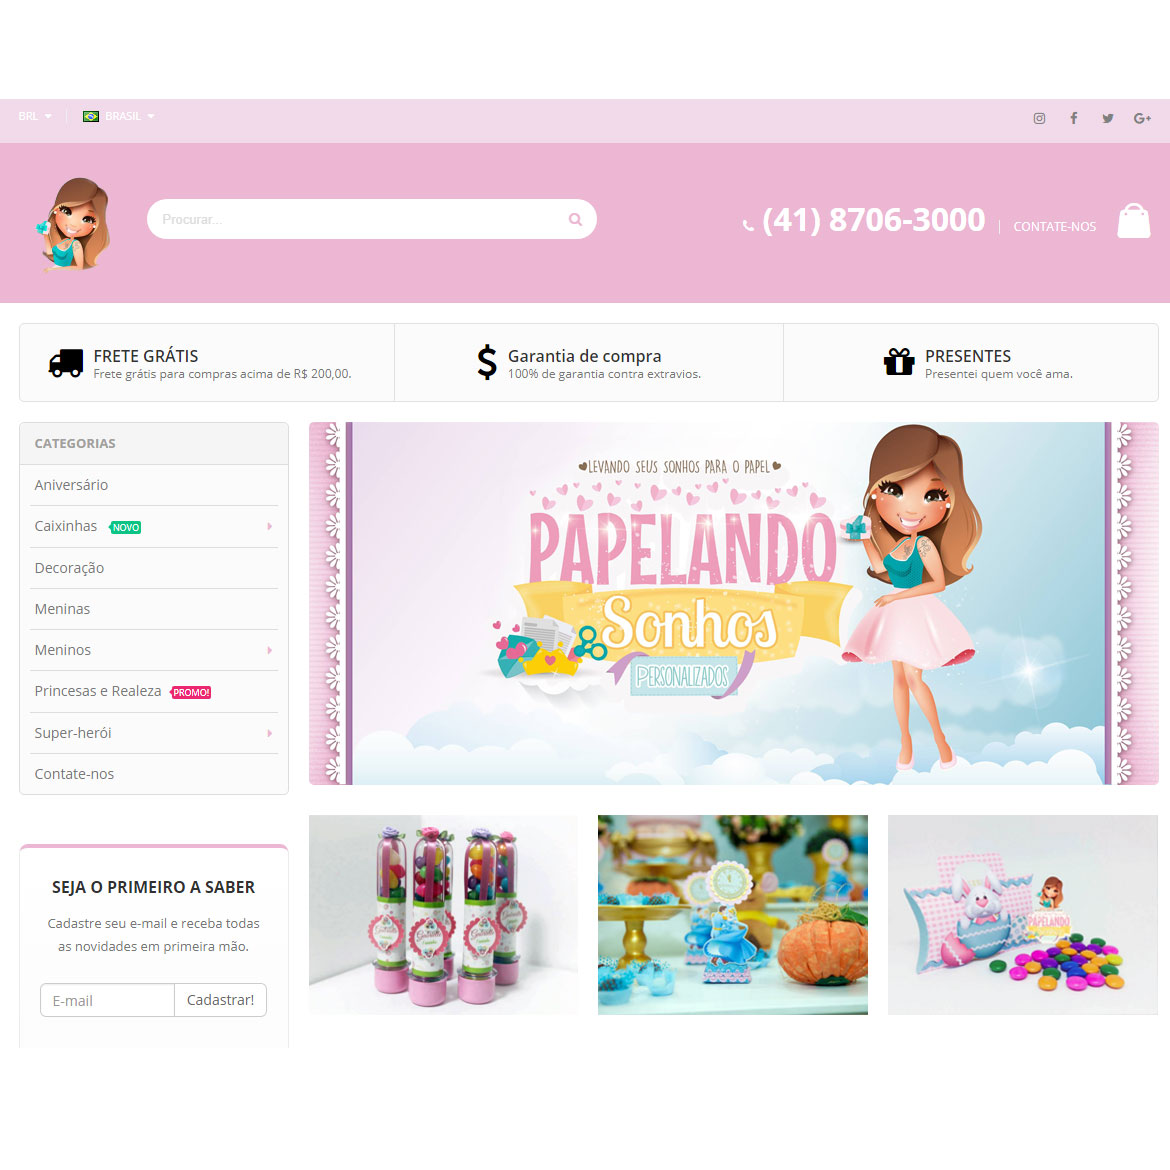 BRL
BRASIL
Procurar...
(41) 8706-3000
CONTATE-NOS
FRETE GRÁTIS
Frete grátis para compras acima de R$ 200,00.
Garantia de compra
100% de garantia contra extravios.
PRESENTES
Presentei quem você ama.
CATEGORIAS
Aniversário
Caixinhas NOVO
Decoração
Meninas
Meninos
Princesas e Realeza PROMO!
Super-herói
Contate-nos
LEVANDO SEUS SONHOS PARA O PAPEL
PAPELANDO
Sonhos
PERSONALIZADOS
SEJA O PRIMEIRO A SABER
Cadastre seu e-mail e receba todas
as novidades em primeira mão.
E-mail
Cadastrar!
PAPELANDO